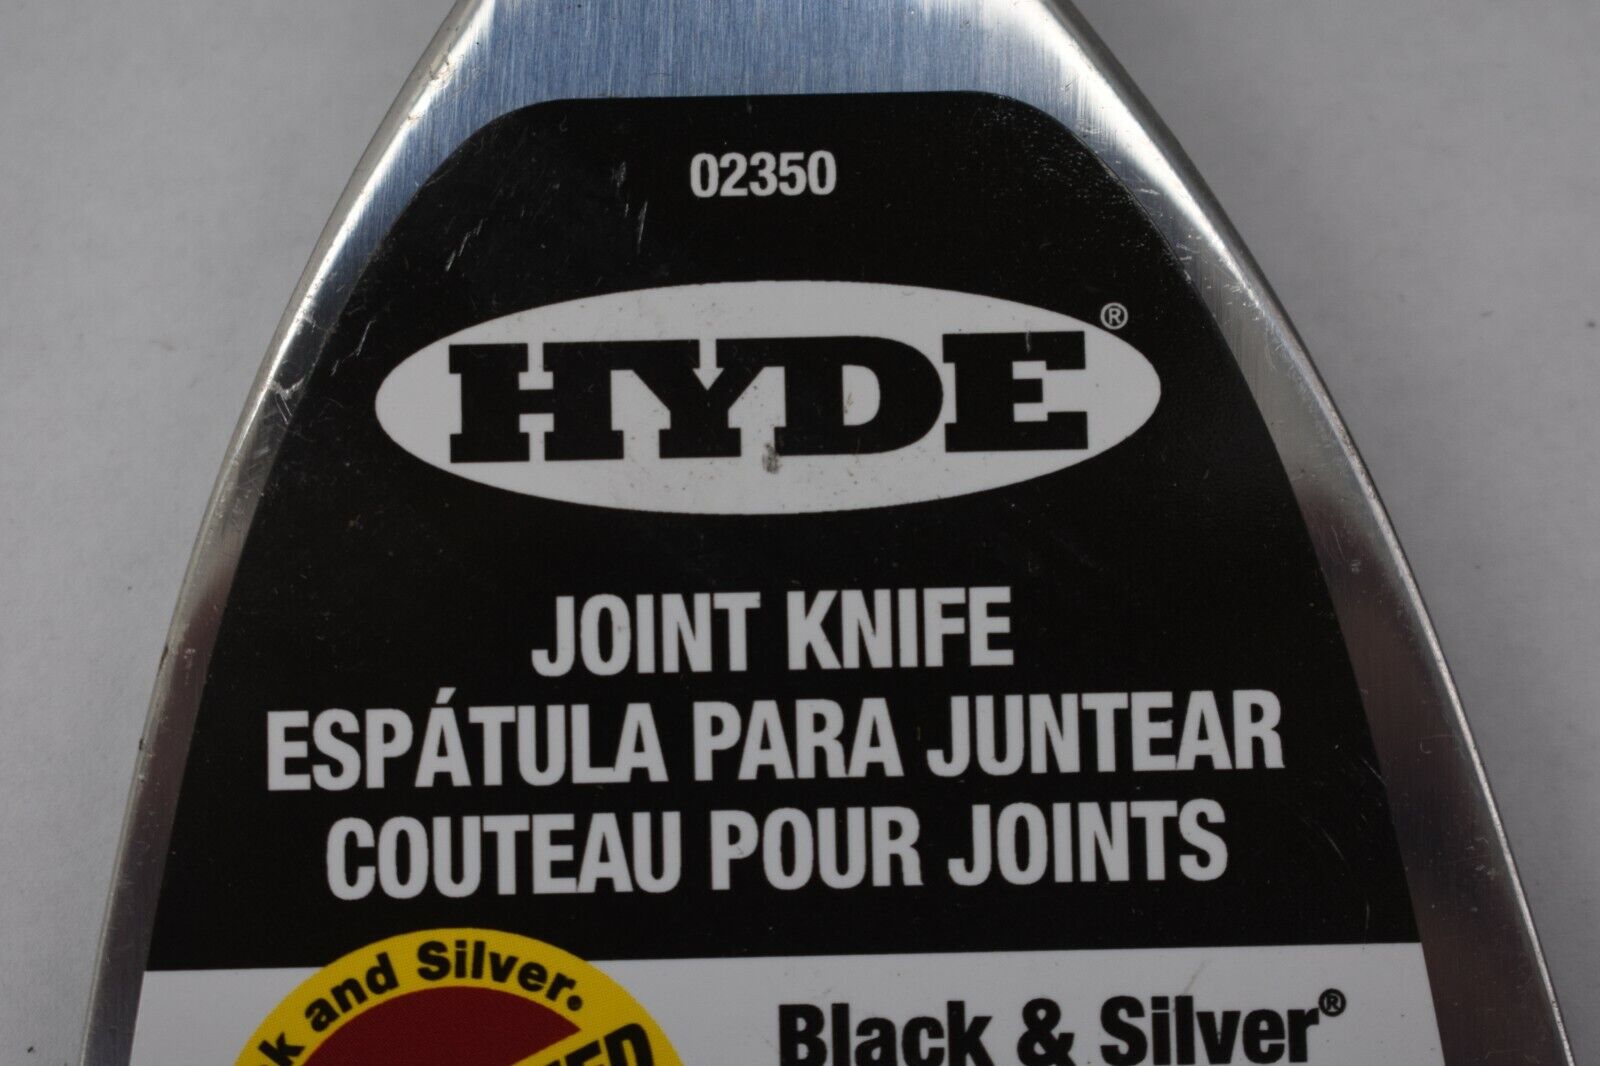 02350
HYDE®
JOINT KNIFE
ESPÁTULA PARA JUNTEAR
COUTEAU POUR JOINTS
and Silver.
Black & Silver®